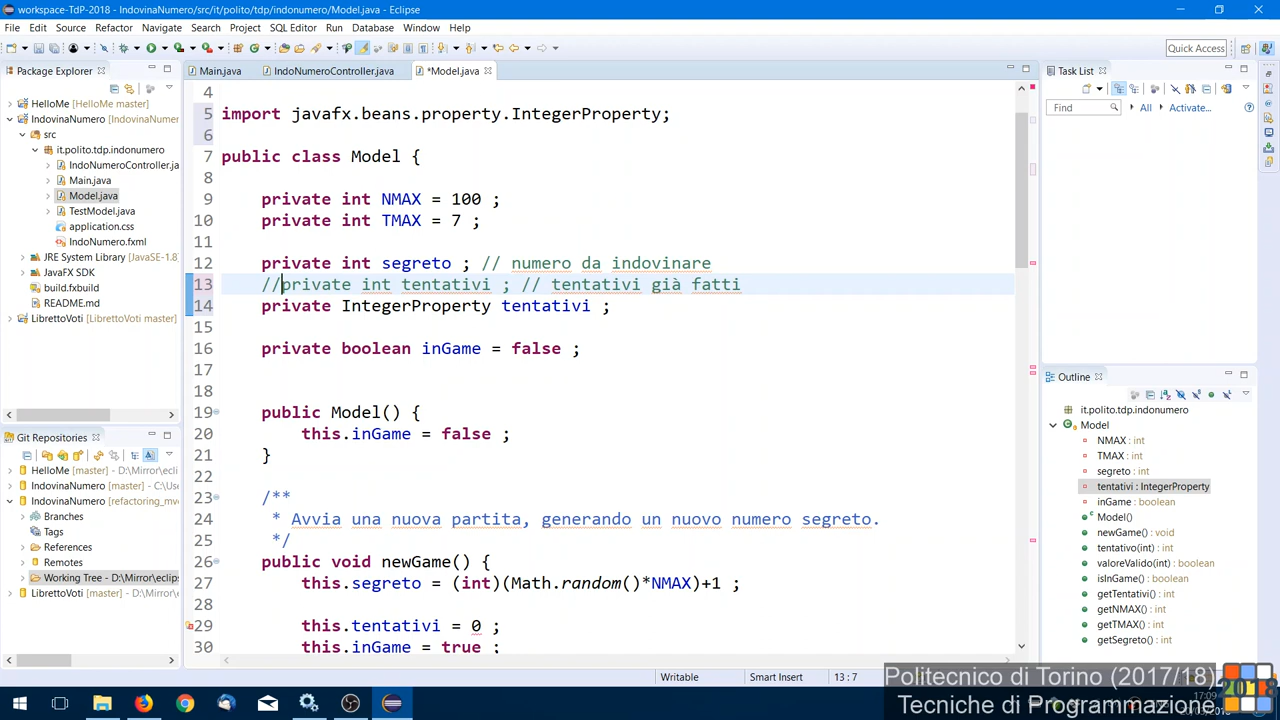 workspace-TdP-2018 - IndovinaNumero/src/it/polito/tdp/indonumero/Model.java - Eclipse
File Edit Source Refactor Navigate Search Project SQL Editor Run Database Window Help
Quick Access
Package Explorer
HelloMe [HelloMe master]
IndovinaNumero [IndovinaNumer
src
it.polito.tdp.indonumero
IndoNumeroController.ja
Main.java
Model.java
TestModel.java
application.css
IndoNumero.fxml
JRE System Library [JavaSE-1.8]
JavaFX SDK
build.fxbuild
README.md
LibrettoVoti [LibrettoVoti master]
Git Repositories
HelloMe [master] - D:\Mirror\ecli
IndovinaNumero [master] - C:\Us
IndovinaNumero [refactoring_mv
Branches
Tags
References
Remotes
Working Tree - D:\Mirror\eclips
LibrettoVoti [master] - D:\Mirror\e
Main.java IndoNumeroController.java *Model.java
4
5 import javafx.beans.property.IntegerProperty;
6
7 public class Model {
8
9 private int NMAX = 100 ;
10 private int TMAX = 7 ;
11
12 private int segreto ; // numero da indovinare
13 //private int tentativi ; // tentativi già fatti
14 private IntegerProperty tentativi ;
15
16 private boolean inGame = false ;
17
18
19 public Model() {
20 this.inGame = false ;
21 }
22
23 /**
24 * Avvia una nuova partita, generando un nuovo numero segreto.
25 */
26 public void newGame() {
27 this.segreto = (int)(Math.random()*NMAX)+1 ;
28
29 this.tentativi = 0 ;
30 this.inGame = true ;
Task List
Find All Activate...
Outline
it.polito.tdp.indonumero
Model
NMAX : int
TMAX : int
segreto : int
tentativi : IntegerProperty
inGame : boolean
Model()
newGame() : void
tentativo(int) : int
valoreValido(int) : boolean
isInGame() : boolean
getTentativi() : int
getNMAX() : int
getTMAX() : int
getSegreto() : int
Writable Smart Insert 13 : 7
Politecnico di Torino (2017/18)
Tecniche di Programmazione
2018
17:09